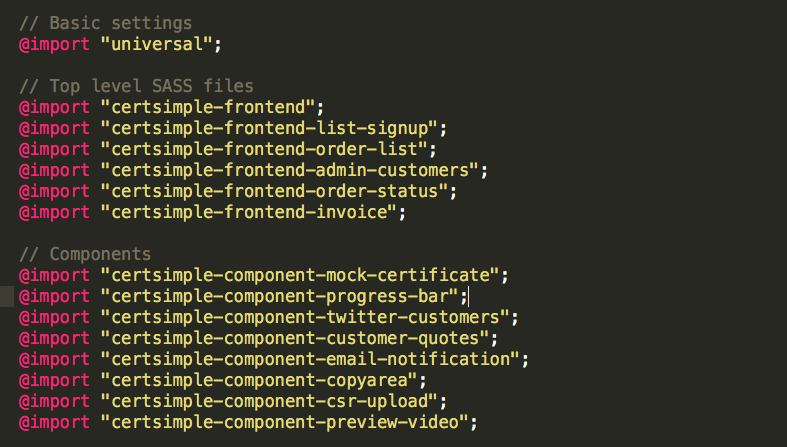 // Basic settings
@import "universal";
// Top level SASS files
@import "certsimple-frontend";
@import "certsimple-frontend-list-signup";
@import "certsimple-frontend-order-list";
@import "certsimple-frontend-admin-customers";
@import "certsimple-frontend-order-status";
@import "certsimple-frontend-invoice";
// Components
@import "certsimple-component-mock-certificate";
@import "certsimple-component-progress-bar";
@import "certsimple-component-twitter-customers";
@import "certsimple-component-customer-quotes";
@import "certsimple-component-email-notification";
@import "certsimple-component-copyarea";
@import "certsimple-component-csr-upload";
@import "certsimple-component-preview-video";